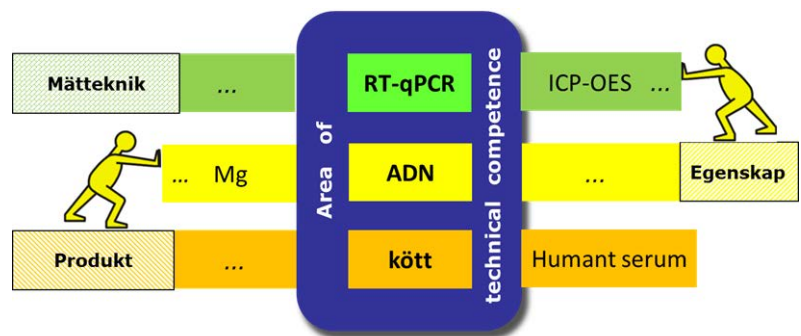 Mätteknik ... RT-qPCR ICP-OES ...
... Mg ADN ... Egenskap
Produkt ... kött Humant serum
Area of
technical competence